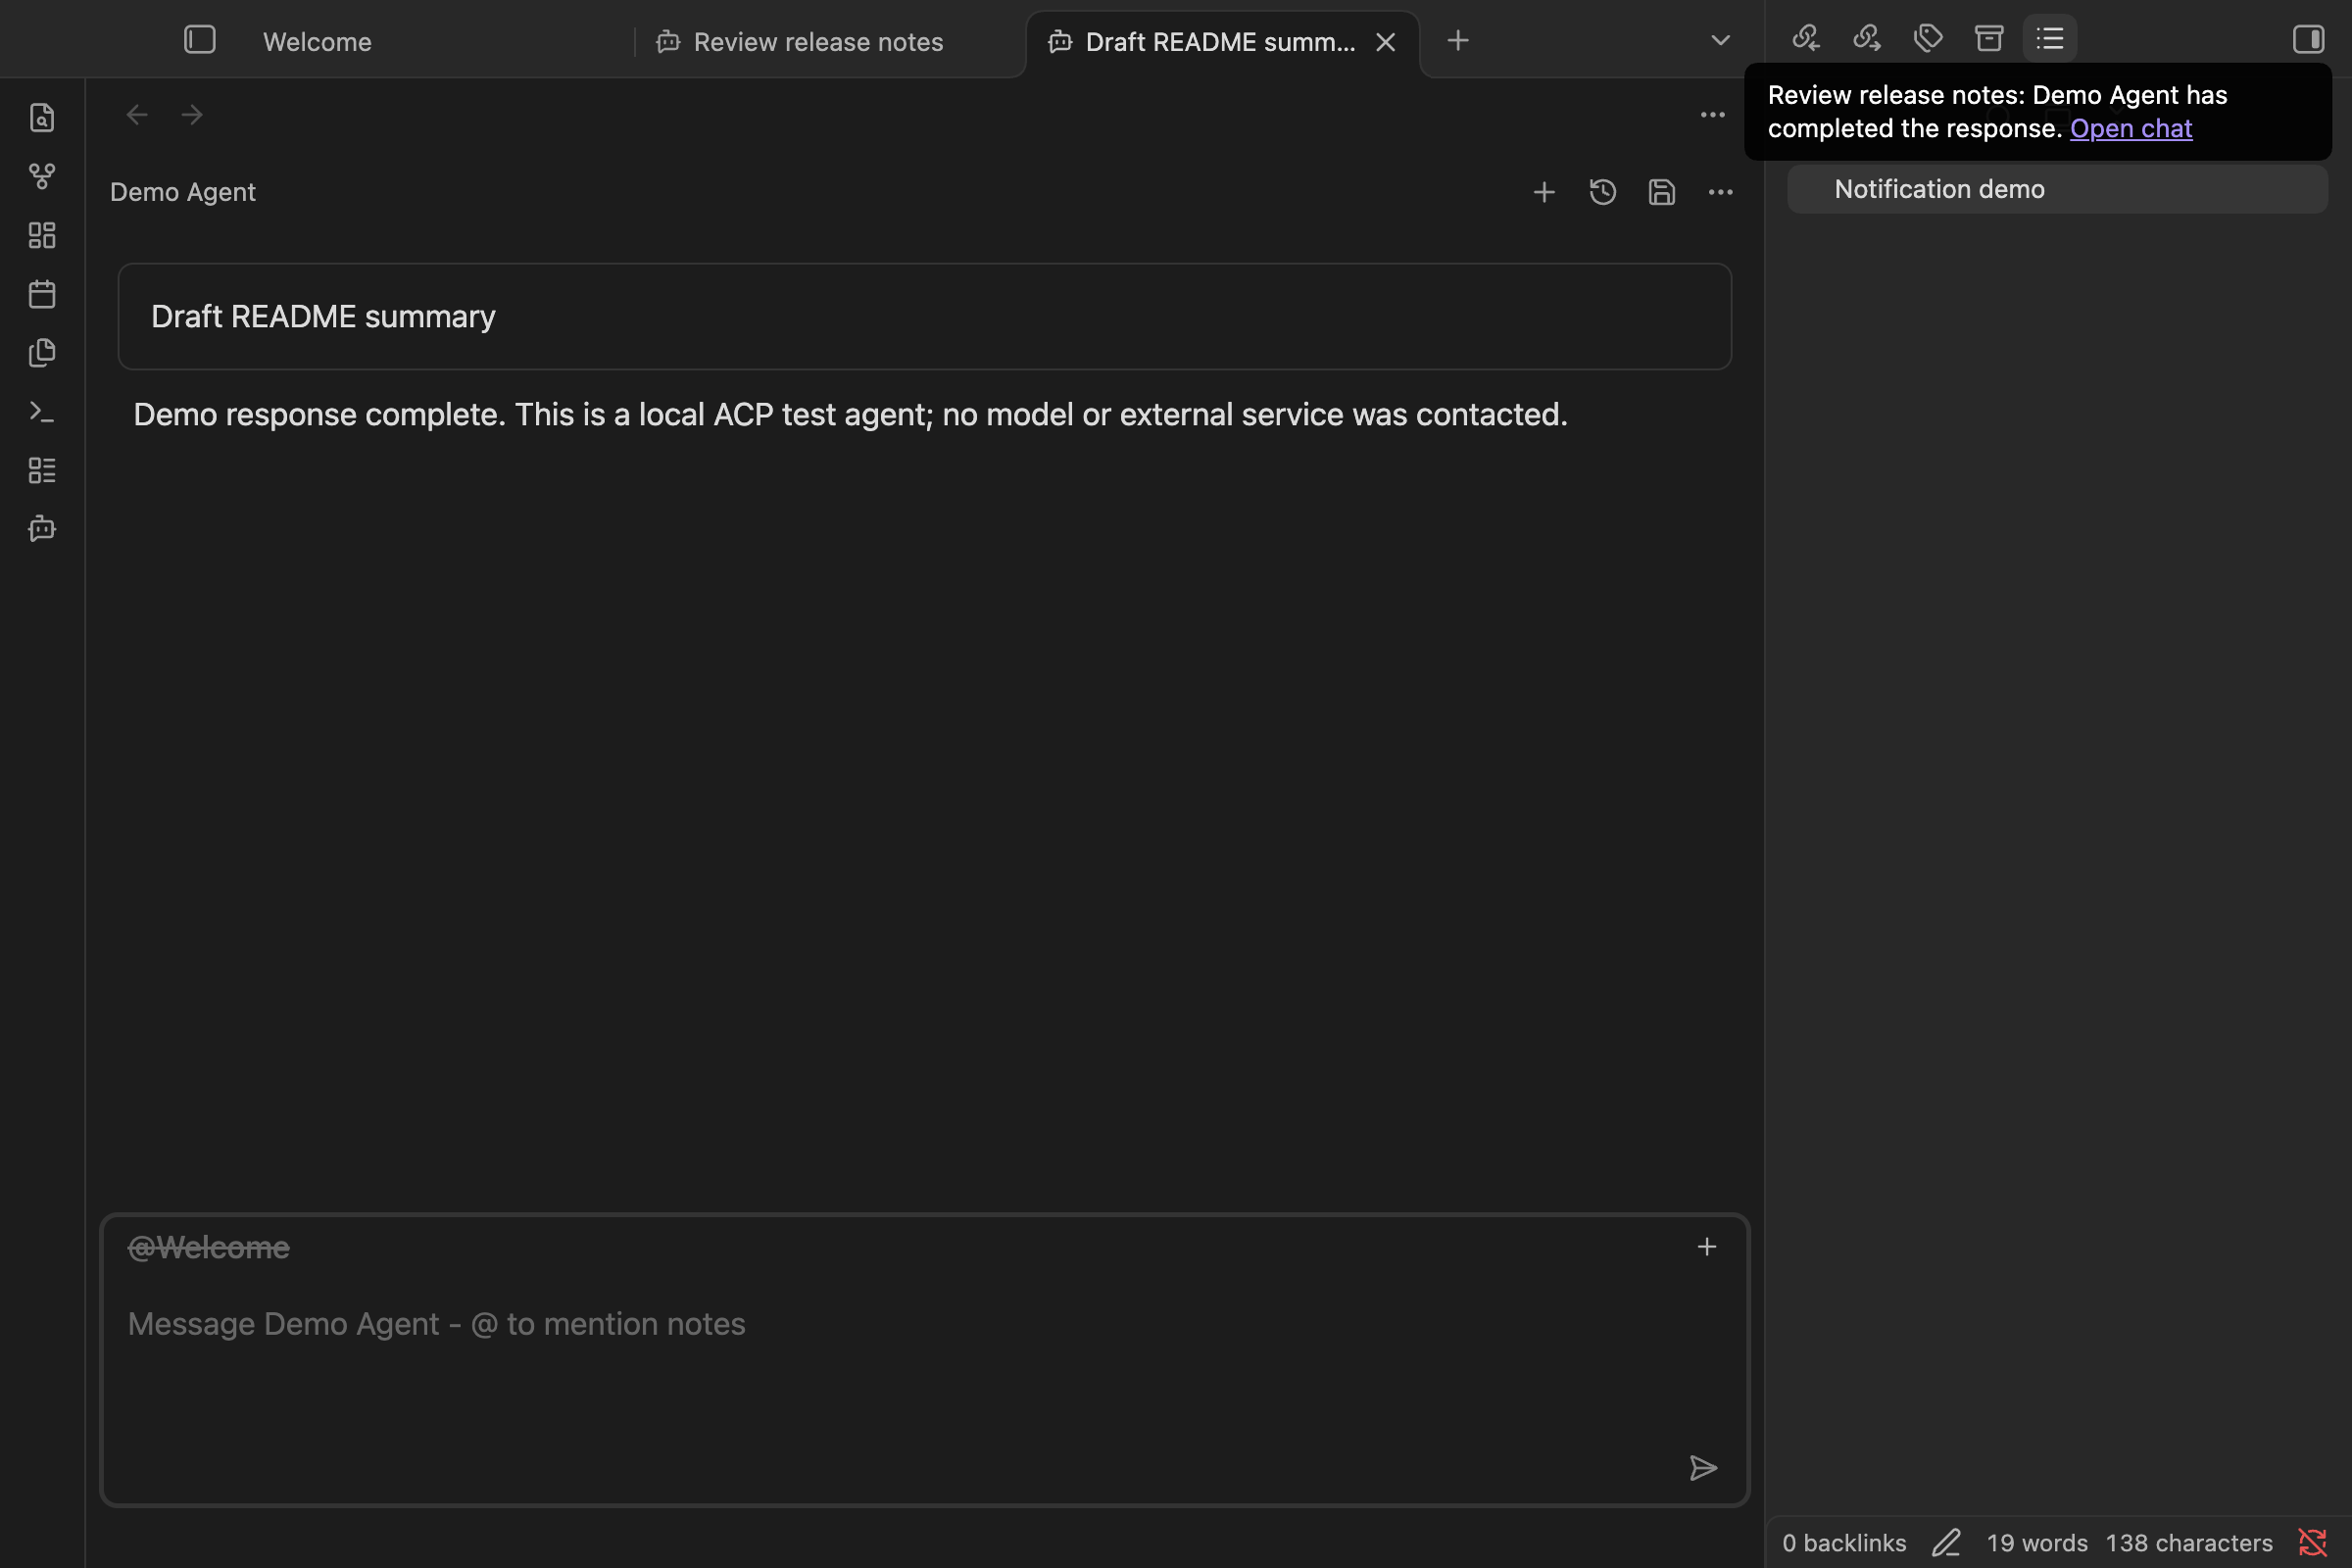 Welcome
Review release notes
Draft README summ...
Review release notes: Demo Agent has
completed the response. Open chat
Demo Agent
Notification demo
Draft README summary
Demo response complete. This is a local ACP test agent; no model or external service was contacted.
@Welcome
Message Demo Agent - @ to mention notes
0 backlinks
19 words
138 characters